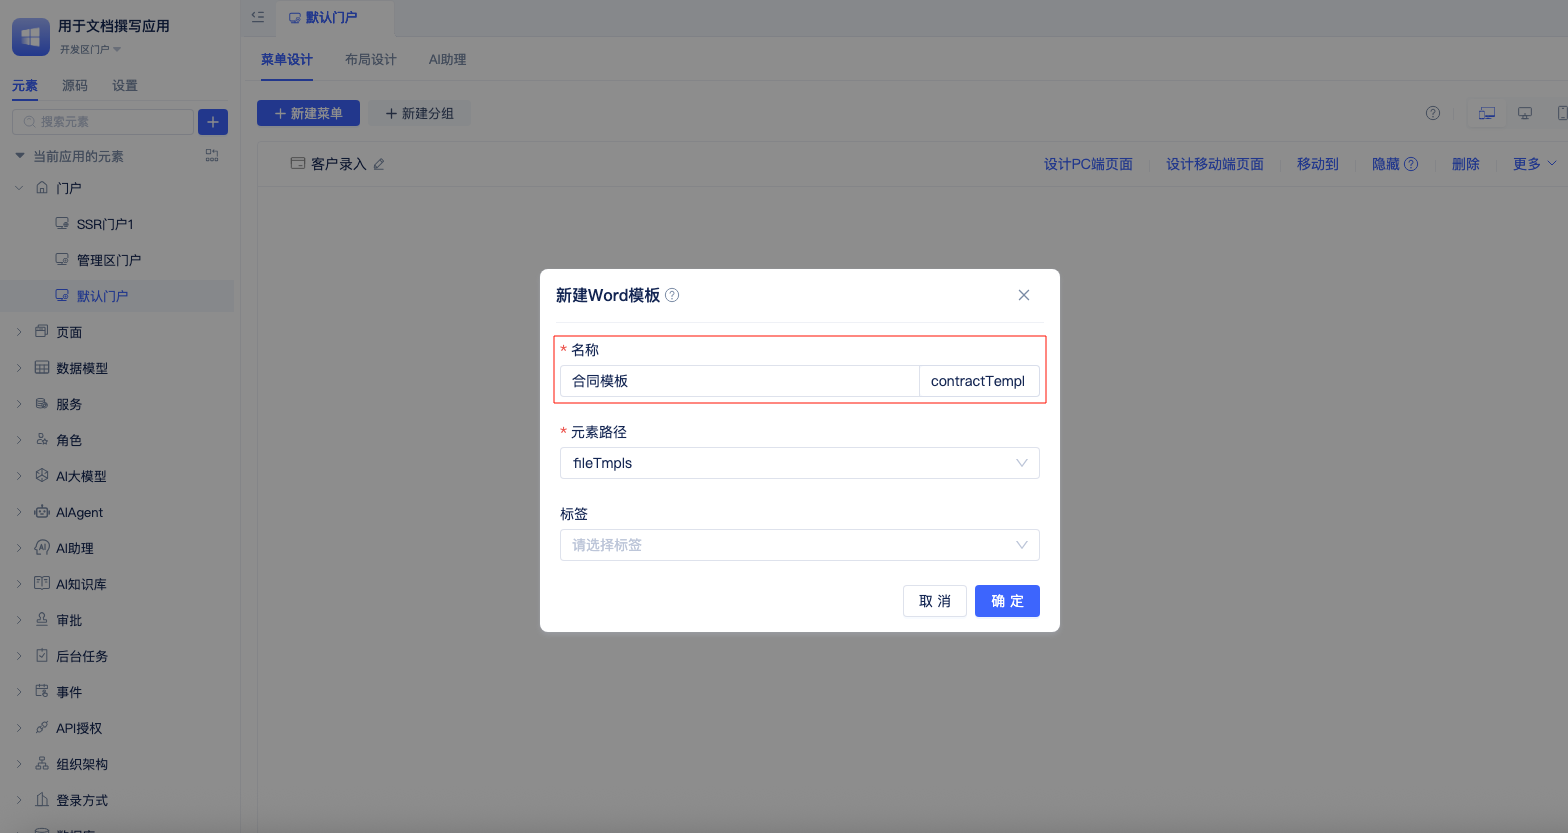 用于文档撰写应用
开发区门户
元素 源码 设置
搜索元素
当前应用的元素
门户
SSR门户1
管理区门户
默认门户
页面
数据模型
服务
角色
AI大模型
AIAgent
AI助理
AI知识库
审批
后台任务
事件
API授权
组织架构
登录方式
默认门户
菜单设计 布局设计 AI助理
新建菜单 新建分组
客户录入 设计PC端页面 设计移动端页面 移动到 隐藏 删除 更多
新建Word模板
* 名称
合同模板 contractTempl
* 元素路径
fileTmpls
标签
请选择标签
取 消 确 定